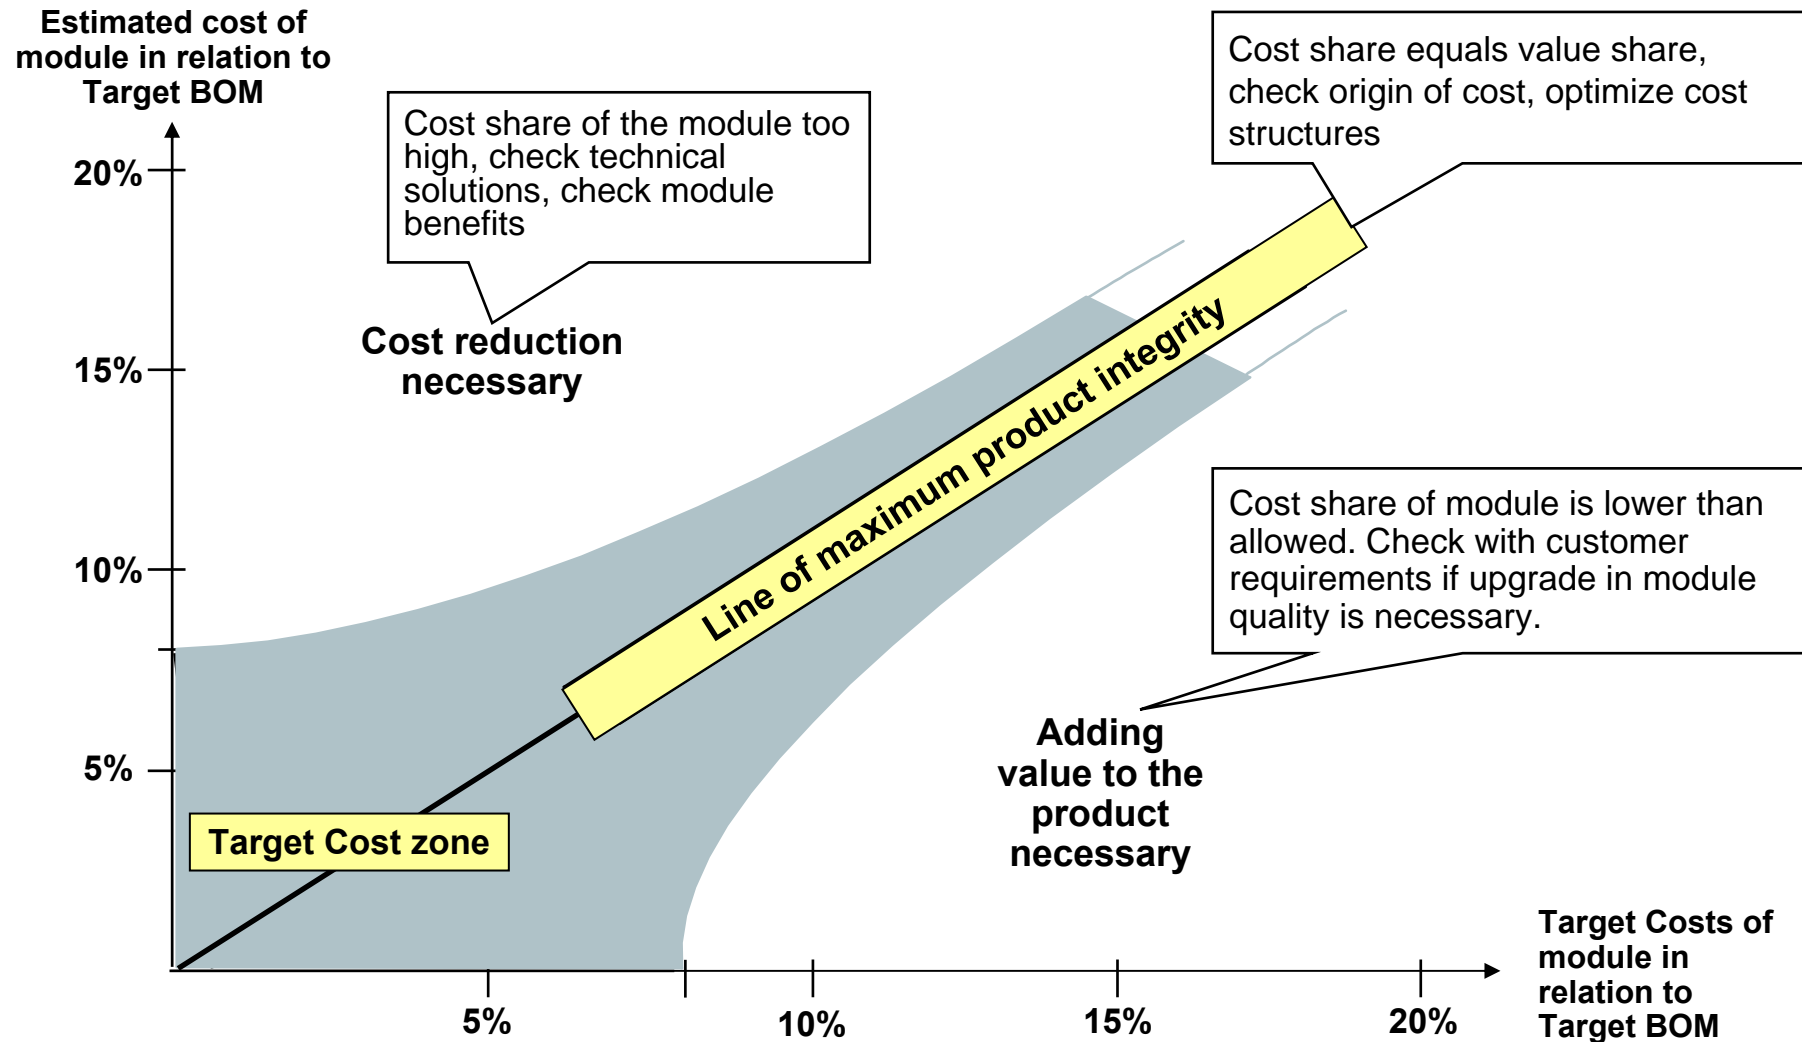 Estimated cost of
module in relation to
Target BOM
Cost share of the module too
high, check technical
solutions, check module
benefits
Cost share equals value share,
check origin of cost, optimize cost
structures
20%
Cost reduction
necessary
15%
Line of maximum product integrity
Cost share of module is lower than
allowed. Check with customer
requirements if upgrade in module
quality is necessary.
10%
Adding
value to the
product
necessary
5%
Target Cost zone
Target Costs of
module in
relation to
Target BOM
5%
10%
15%
20%